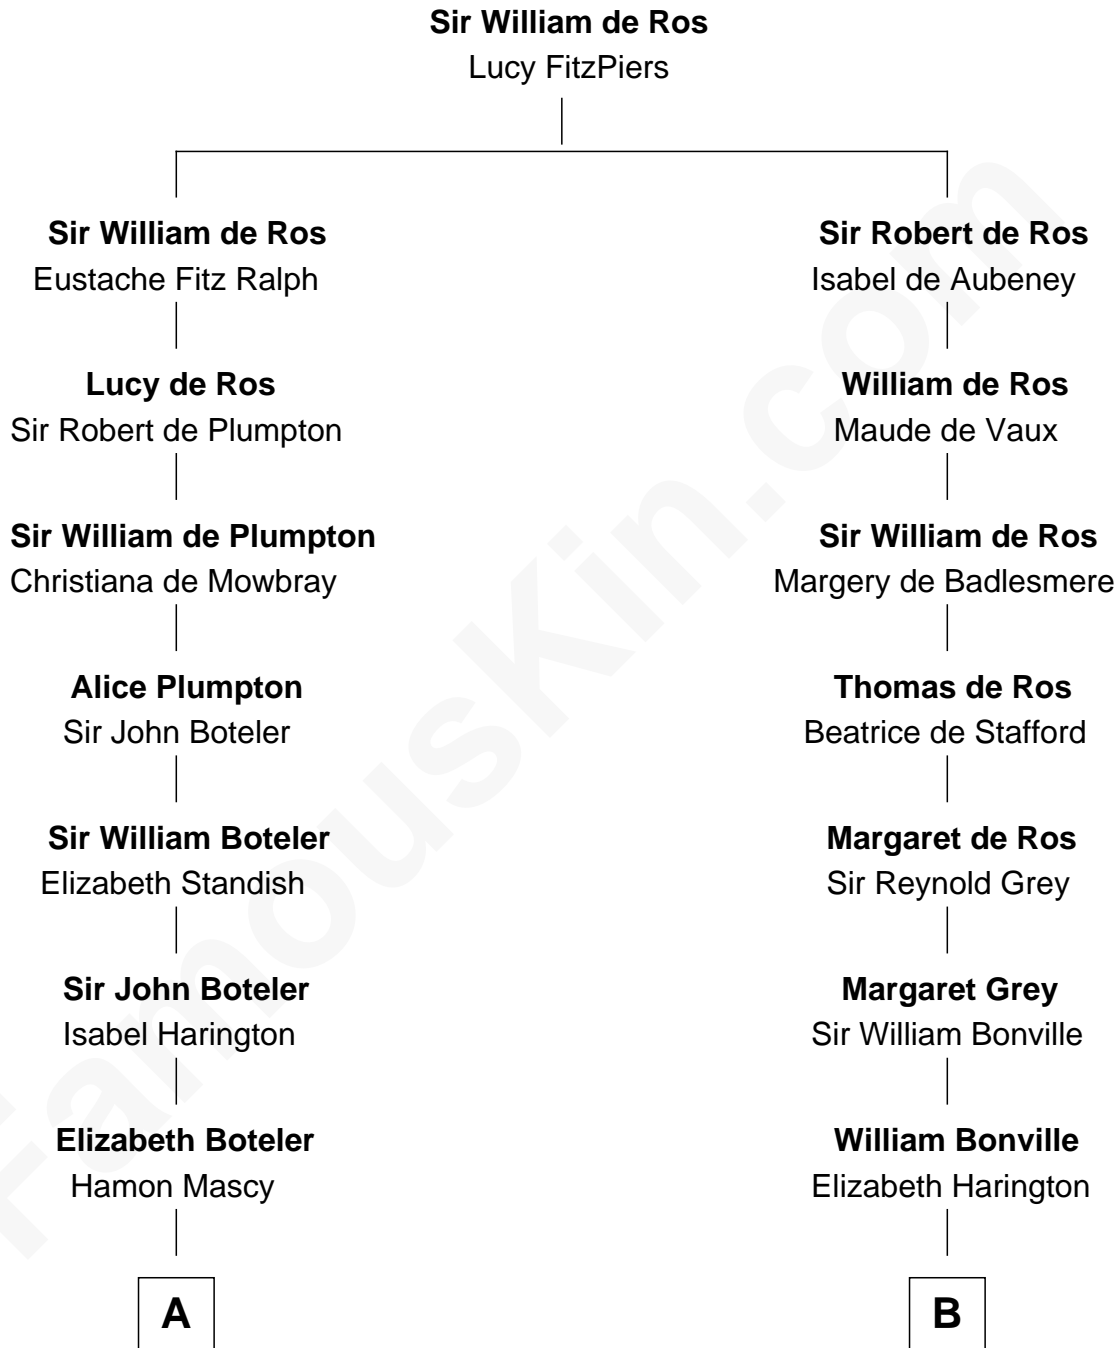 Sir William de Ros
Lucy FitzPiers
Sir William de Ros
Eustache Fitz Ralph
Sir Robert de Ros
Isabel de Aubeney
Lucy de Ros
Sir Robert de Plumpton
William de Ros
Maude de Vaux
Sir William de Plumpton
Christiana de Mowbray
Sir William de Ros
Margery de Badlesmere
Alice Plumpton
Sir John Boteler
Thomas de Ros
Beatrice de Stafford
Sir William Boteler
Elizabeth Standish
Margaret de Ros
Sir Reynold Grey
Sir John Boteler
Isabel Harington
Margaret Grey
Sir William Bonville
Elizabeth Boteler
Hamon Mascy
William Bonville
Elizabeth Harington
A
B
FamousKin.com